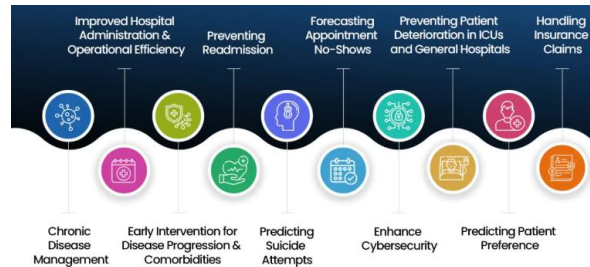 Improved Hospital
Administration &
Operational Efficiency
Preventing
Readmission
Forecasting
Appointment
No-Shows
Preventing Patient
Deterioration in ICUs
and General Hospitals
Handling
Insurance
Claims
Chronic
Disease
Management
Early Intervention for
Disease Progression &
Comorbidities
Predicting
Suicide
Attempts
Enhance
Cybersecurity
Predicting Patient
Preference